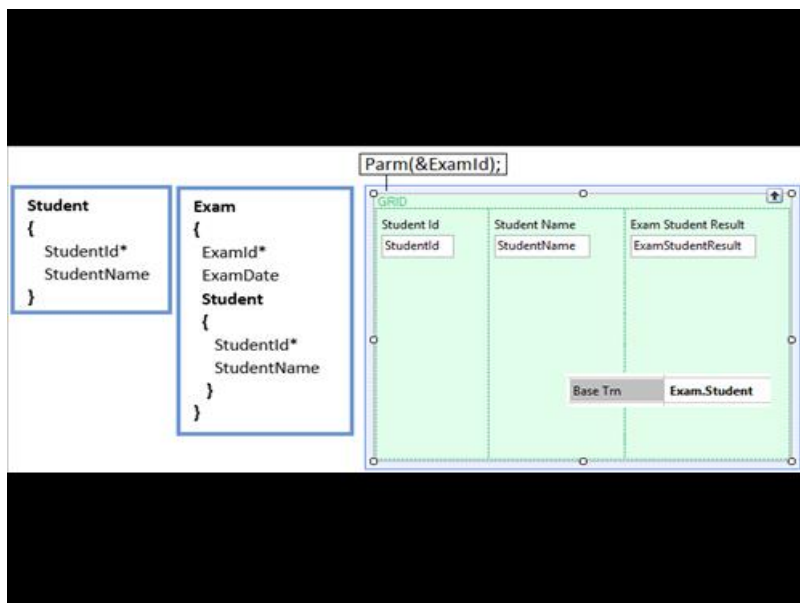 Parm(&ExamId);
Student
{
StudentId*
StudentName
}
Exam
{
ExamId*
ExamDate
Student
{
StudentId*
StudentName
}
}
GRID
Student Id
Student Name
Exam Student Result
StudentId
StudentName
ExamStudentResult
Base Trn
Exam.Student